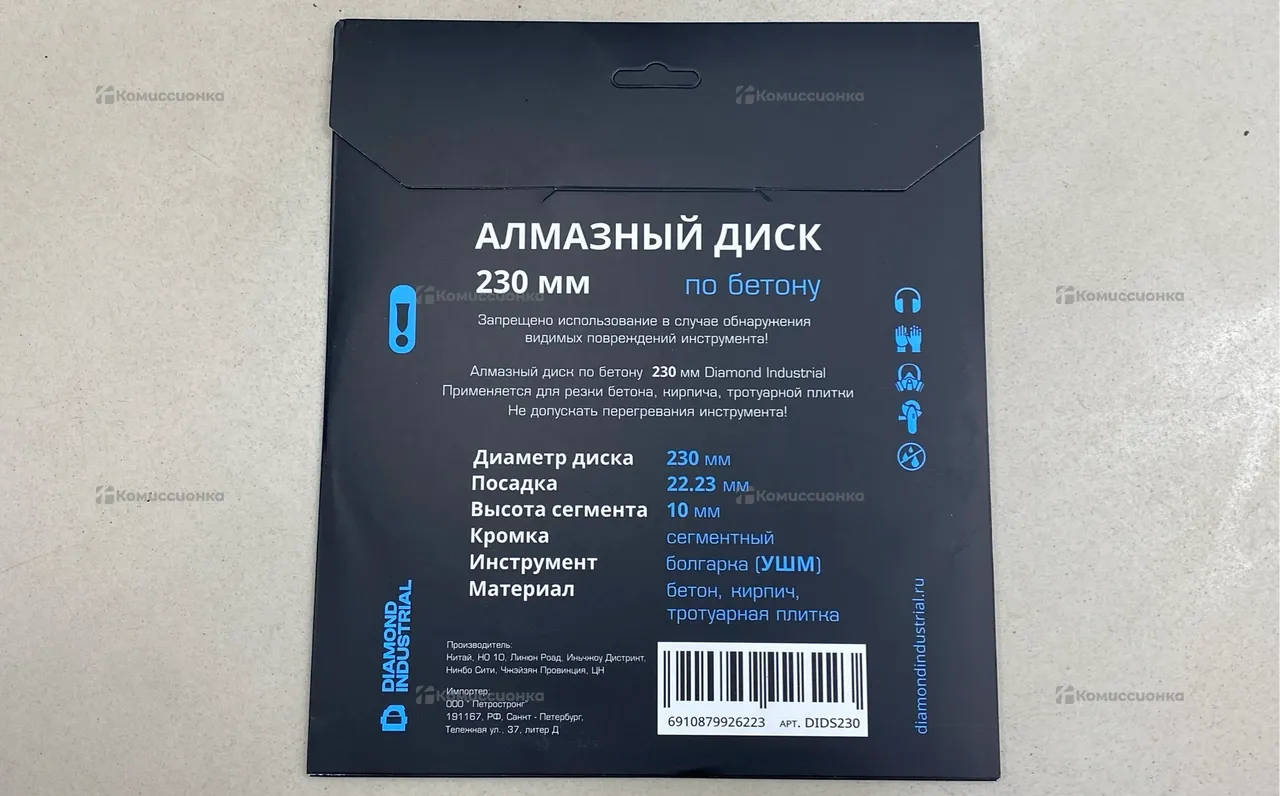 Комиссионка
Комиссионка
АЛМАЗНЫЙ ДИСК
230 мм по бетону
Комиссионка
Комиссионка
Запрещено использование в случае обнаружения
видимых повреждений инструмента!
Алмазный диск по бетону 230 мм Diamond Industrial
Применяется для резки бетона, кирпича, тротуарной плитки
Не допускать перегревания инструмента!
Диаметр диска 230 мм
Посадка 22.23 мм
Комиссионка
Комиссионка
Высота сегмента 10 мм
Кромка сегментный
Инструмент болгарка (УШМ)
Материал бетон, кирпич,
тротуарная плитка
DIAMOND
INDUSTRIAL
Производитель:
Китай, НО 10, Линюн Роад, Иньчжоу Дистрикт,
Нинбо Сити, Чжэйзян Провинция, ЦН
Импортер:
ООО "Петростронг"
191167, РФ, Санкт - Петербург,
Тележная ул., 37, литер Д
Комиссионка
Комиссионка
6910879926223 АРТ. DIDS230
diamondindustrial.ru